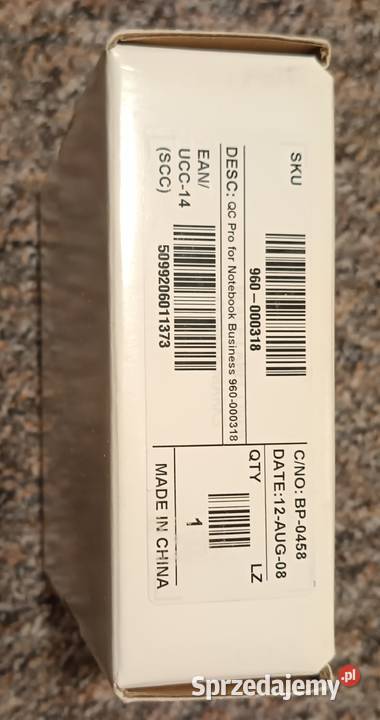 SKU
960-000318
DESC: QC Pro for Notebook Business 960-000318
EAN/
UCC-14
(SCC)
5099206011373
C/NO: BP-0458
DATE:12-AUG-08
QTY
LZ
1
MADE IN CHINA
Sprzedajemy.pl